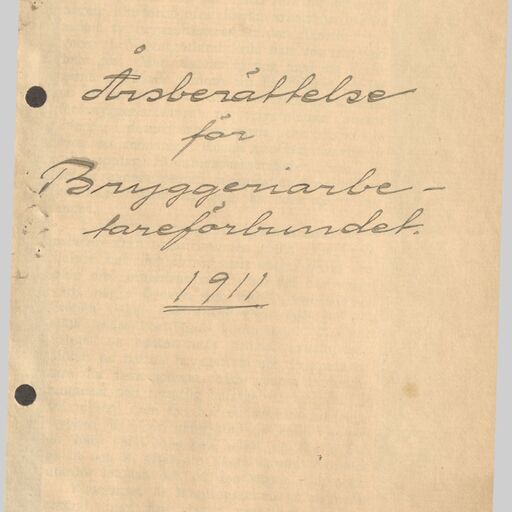 Årsberättelse
för
Bryggeriarbe-
tareförbundet.
1911